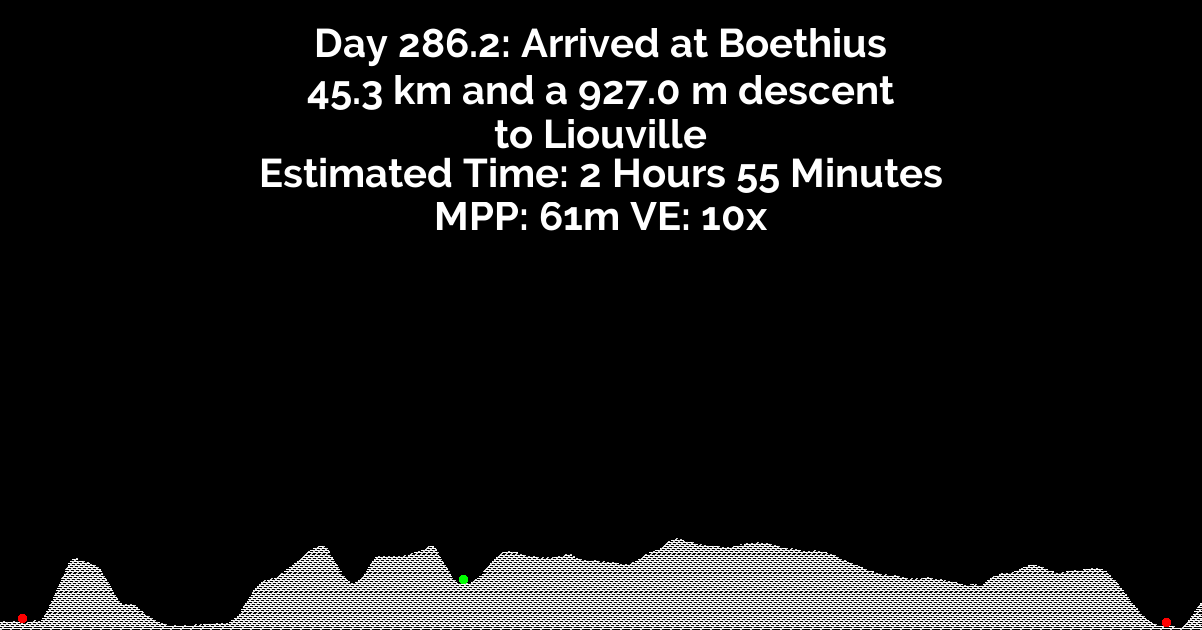 Day 286.2: Arrived at Boethius
45.3 km and a 927.0 m descent
to Liouville
Estimated Time: 2 Hours 55 Minutes
MPP: 61m VE: 10x